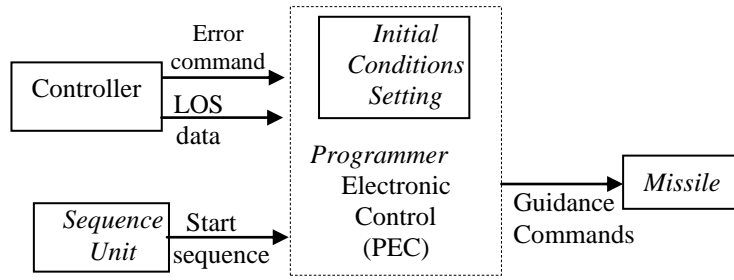 Error
command
Controller
LOS
data
Initial
Conditions
Setting
Programmer
Electronic
Control
(PEC)
Sequence
Unit
Start
sequence
Guidance
Commands
Missile